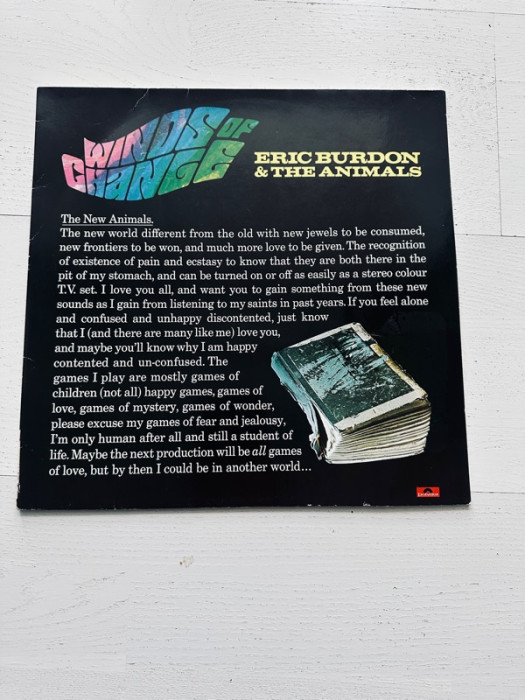 WINDS OF
CHANGE
ERIC BURDON
& THE ANIMALS
The New Animals.
The new world different from the old with new jewels to be consumed,
new frontiers to be won, and much more love to be given. The recognition
of existence of pain and ecstasy to know that they are both there in the
pit of my stomach, and can be turned on or off as easily as a stereo colour
T.V. set. I love you all, and want you to gain something from these new
sounds as I gain from listening to my saints in past years. If you feel alone
and confused and unhappy discontented, just know
that I (and there are many like me) love you,
and maybe you'll know why I am happy
contented and un-confused. The
games I play are mostly games of
children (not all) happy games, games of
love, games of mystery, games of wonder,
please excuse my games of fear and jealousy,
I'm only human after all and still a student of
life. Maybe the next production will be all games
of love, but by then I could be in another world...
Polydor